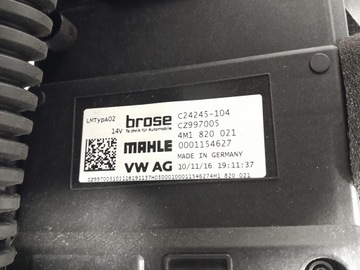 LMTypA02
14V
brose
Technik für Automobile
C24245-104
CZ997005
4M1 820 021
MAHLE
0001154627
MADE IN GERMANY
VW AG
10/11/16 19:11:37